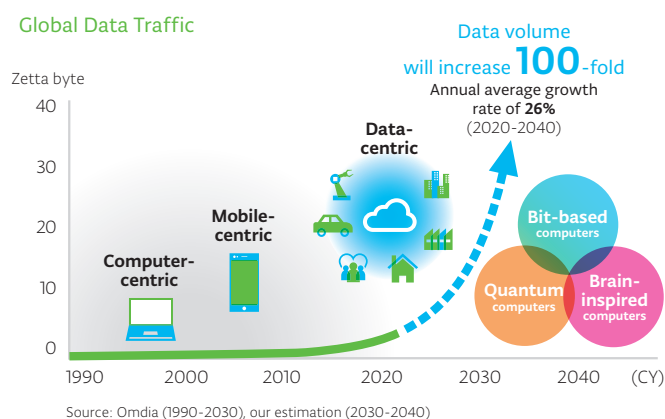 Global Data Traffic
Data volume
will increase 100-fold
Annual average growth
rate of 26%
(2020-2040)
Zetta byte
40
30
20
10
0
Data-
centric
Mobile-
centric
Computer-
centric
Bit-based
computers
Quantum
computers
Brain-
inspired
computers
1990
2000
2010
2020
2030
2040
(CY)
Source: Omdia (1990-2030), our estimation (2030-2040)